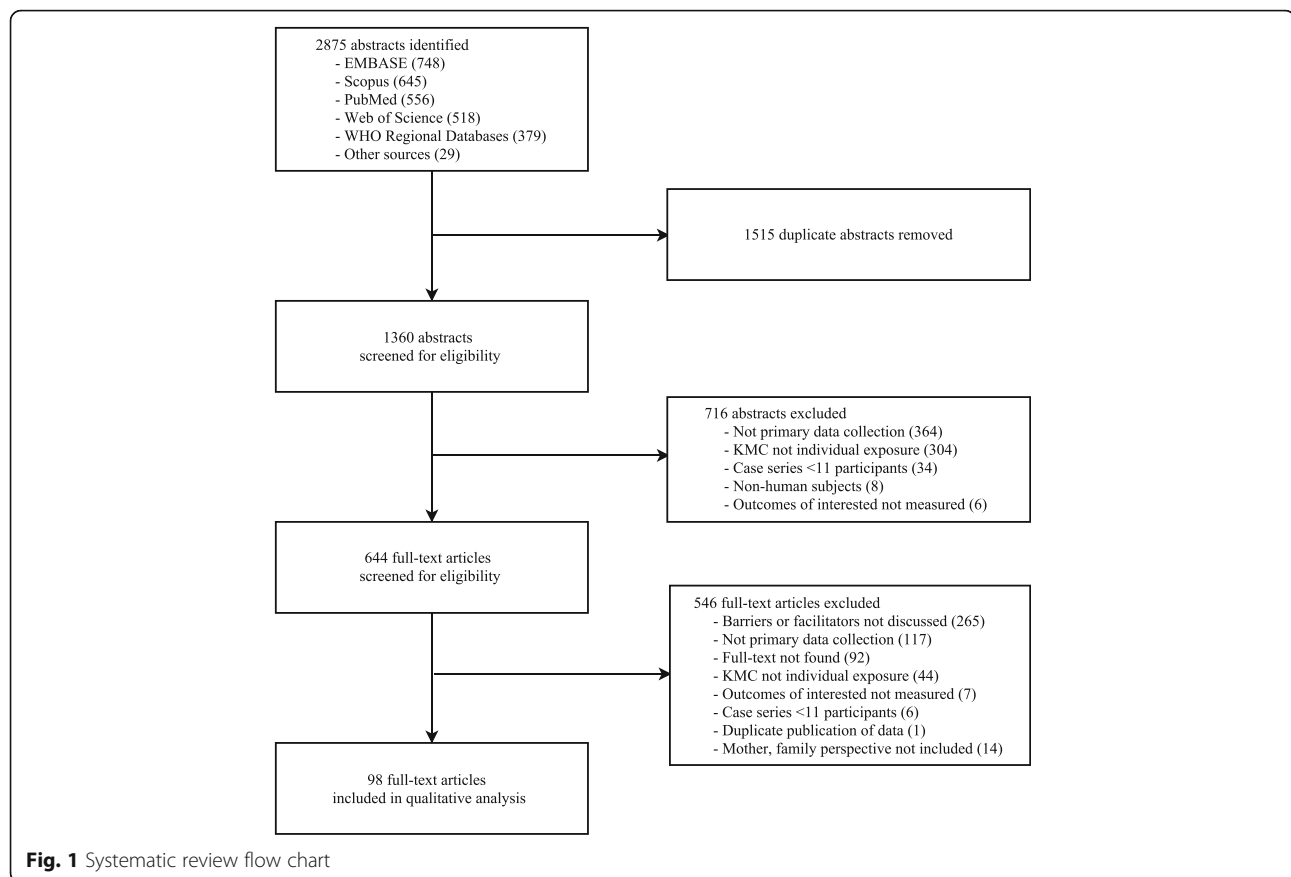 2875 abstracts identified
- EMBASE (748)
- Scopus (645)
- PubMed (556)
- Web of Science (518)
- WHO Regional Databases (379)
- Other sources (29)
1515 duplicate abstracts removed
1360 abstracts
screened for eligibility
716 abstracts excluded
- Not primary data collection (364)
- KMC not individual exposure (304)
- Case series <11 participants (34)
- Non-human subjects (8)
- Outcomes of interested not measured (6)
644 full-text articles
screened for eligibility
546 full-text articles excluded
- Barriers or facilitators not discussed (265)
- Not primary data collection (117)
- Full-text not found (92)
- KMC not individual exposure (44)
- Outcomes of interested not measured (7)
- Case series <11 participants (6)
- Duplicate publication of data (1)
- Mother, family perspective not included (14)
98 full-text articles
included in qualitative analysis
Fig. 1 Systematic review flow chart